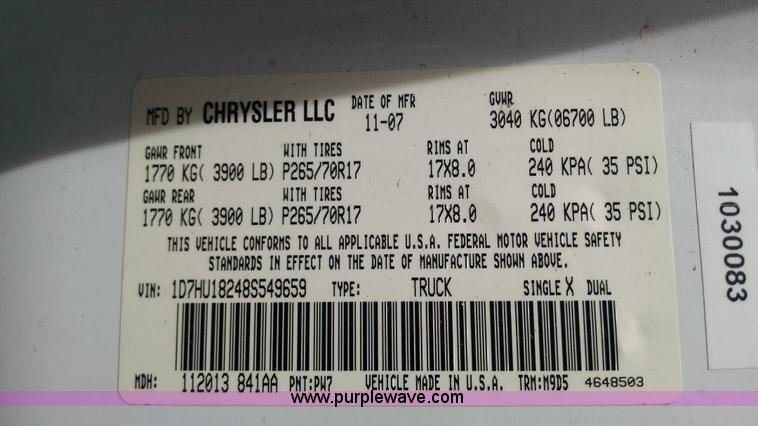 MFD BY CHRYSLER LLC DATE OF MFR 11-07 GVWR 3040 KG(06700 LB)
GAWR FRONT WITH TIRES RIMS AT COLD
1770 KG( 3900 LB) P265/70R17 17X8.0 240 KPA( 35 PSI)
GAWR REAR WITH TIRES RIMS AT COLD
1770 KG( 3900 LB) P265/70R17 17X8.0 240 KPA( 35 PSI)
THIS VEHICLE CONFORMS TO ALL APPLICABLE U.S.A. FEDERAL MOTOR VEHICLE SAFETY
STANDARDS IN EFFECT ON THE DATE OF MANUFACTURE SHOWN ABOVE.
VIN: 1D7HU18248S549659 TYPE: TRUCK SINGLE X DUAL
MDH: 112013 841AA PNT:PW7 VEHICLE MADE IN U.S.A. TRM:M9D5 4648503
1030083
www.purplewave.com